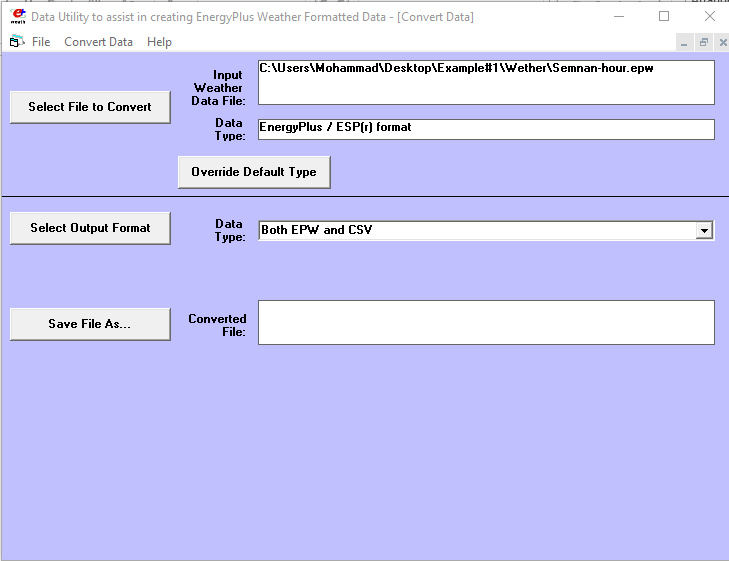 Data Utility to assist in creating EnergyPlus Weather Formatted Data - [Convert Data]
File Convert Data Help
Select File to Convert
Input Weather Data File:
C:\Users\Mohammad\Desktop\Example#1\Wether\Semnan-hour.epw
Data Type:
EnergyPlus / ESP(r) format
Override Default Type
Select Output Format
Data Type:
Both EPW and CSV
Save File As...
Converted File: